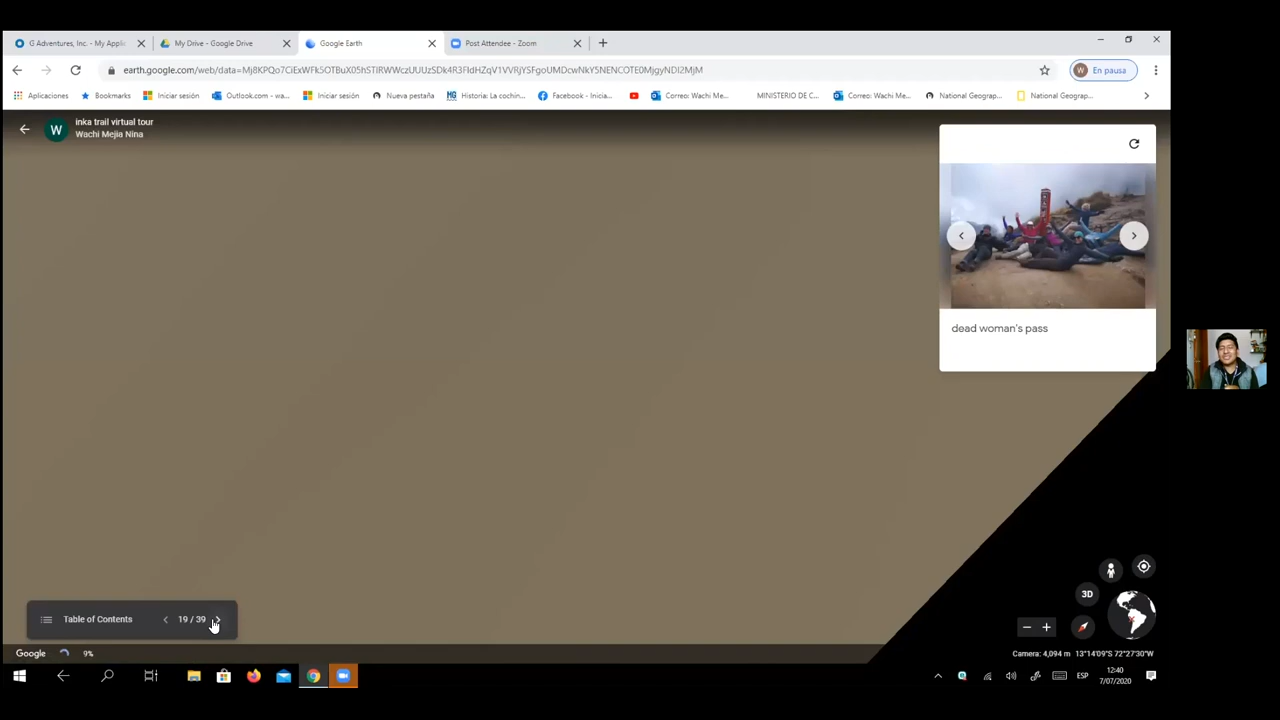 G Adventures, Inc. - My Applic
My Drive - Google Drive
Google Earth
Post Attendee - Zoom
earth.google.com/web/
W
En pausa
Aplicaciones
Bookmarks
Iniciar sesión
Outlook.com - wa...
Iniciar sesión
Nueva pestaña
HG
Historia: La cochin...
Facebook - Inicia...
Correo: Wachi Me...
MINISTERIO DE C...
Correo: Wachi Me...
National Geograp...
National Geograp...
W
inka trail virtual tour
Wachi Mejia Nina
dead woman's pass
Table of Contents
19 / 39
3D
Google
9%
Camera: 4,094 m 13°14'09"S 72°27'30"W
ESP
12:40
7/07/2020